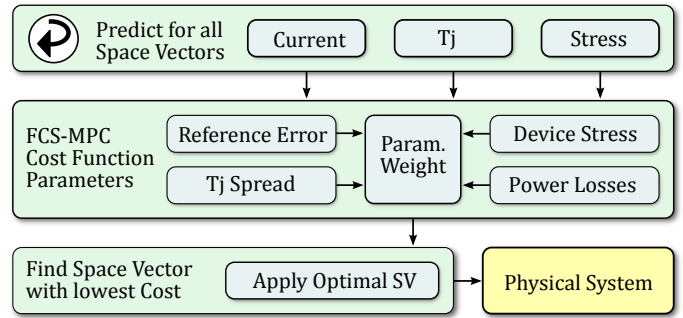 Predict for all
Space Vectors
Current
Tj
Stress
FCS-MPC
Cost Function
Parameters
Reference Error
Tj Spread
Param.
Weight
Device Stress
Power Losses
Find Space Vector
with lowest Cost
Apply Optimal SV
Physical System